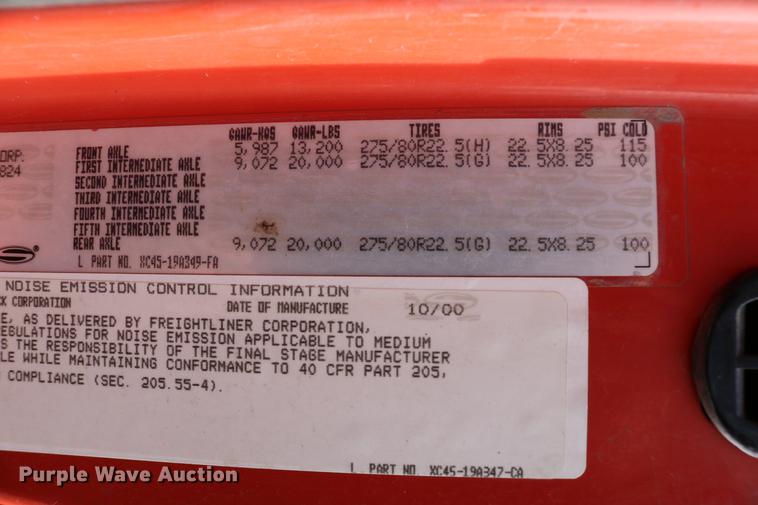 GAWR-KGS GAWR-LBS TIRES RIMS PSI COLD
ORP. FRONT AXLE 5,987 13,200 275/80R22.5(H) 22.5X8.25 115
824 FIRST INTERMEDIATE AXLE 9,072 20,000 275/80R22.5(G) 22.5X8.25 100
SECOND INTERMEDIATE AXLE
THIRD INTERMEDIATE AXLE
FOURTH INTERMEDIATE AXLE
FIFTH INTERMEDIATE AXLE
REAR AXLE 9,072 20,000 275/80R22.5(G) 22.5X8.25 100
L PART NO. XC45-19A349-FA
NOISE EMISSION CONTROL INFORMATION
CK CORPORATION DATE OF MANUFACTURE 10/00
E, AS DELIVERED BY FREIGHTLINER CORPORATION,
REGULATIONS FOR NOISE EMISSION APPLICABLE TO MEDIUM
S THE RESPONSIBILITY OF THE FINAL STAGE MANUFACTURER
LE WHILE MAINTAINING CONFORMANCE TO 40 CFR PART 205,
COMPLIANCE (SEC. 205.55-4).
L PART NO. XC45-19A347-CA
Purple Wave Auction